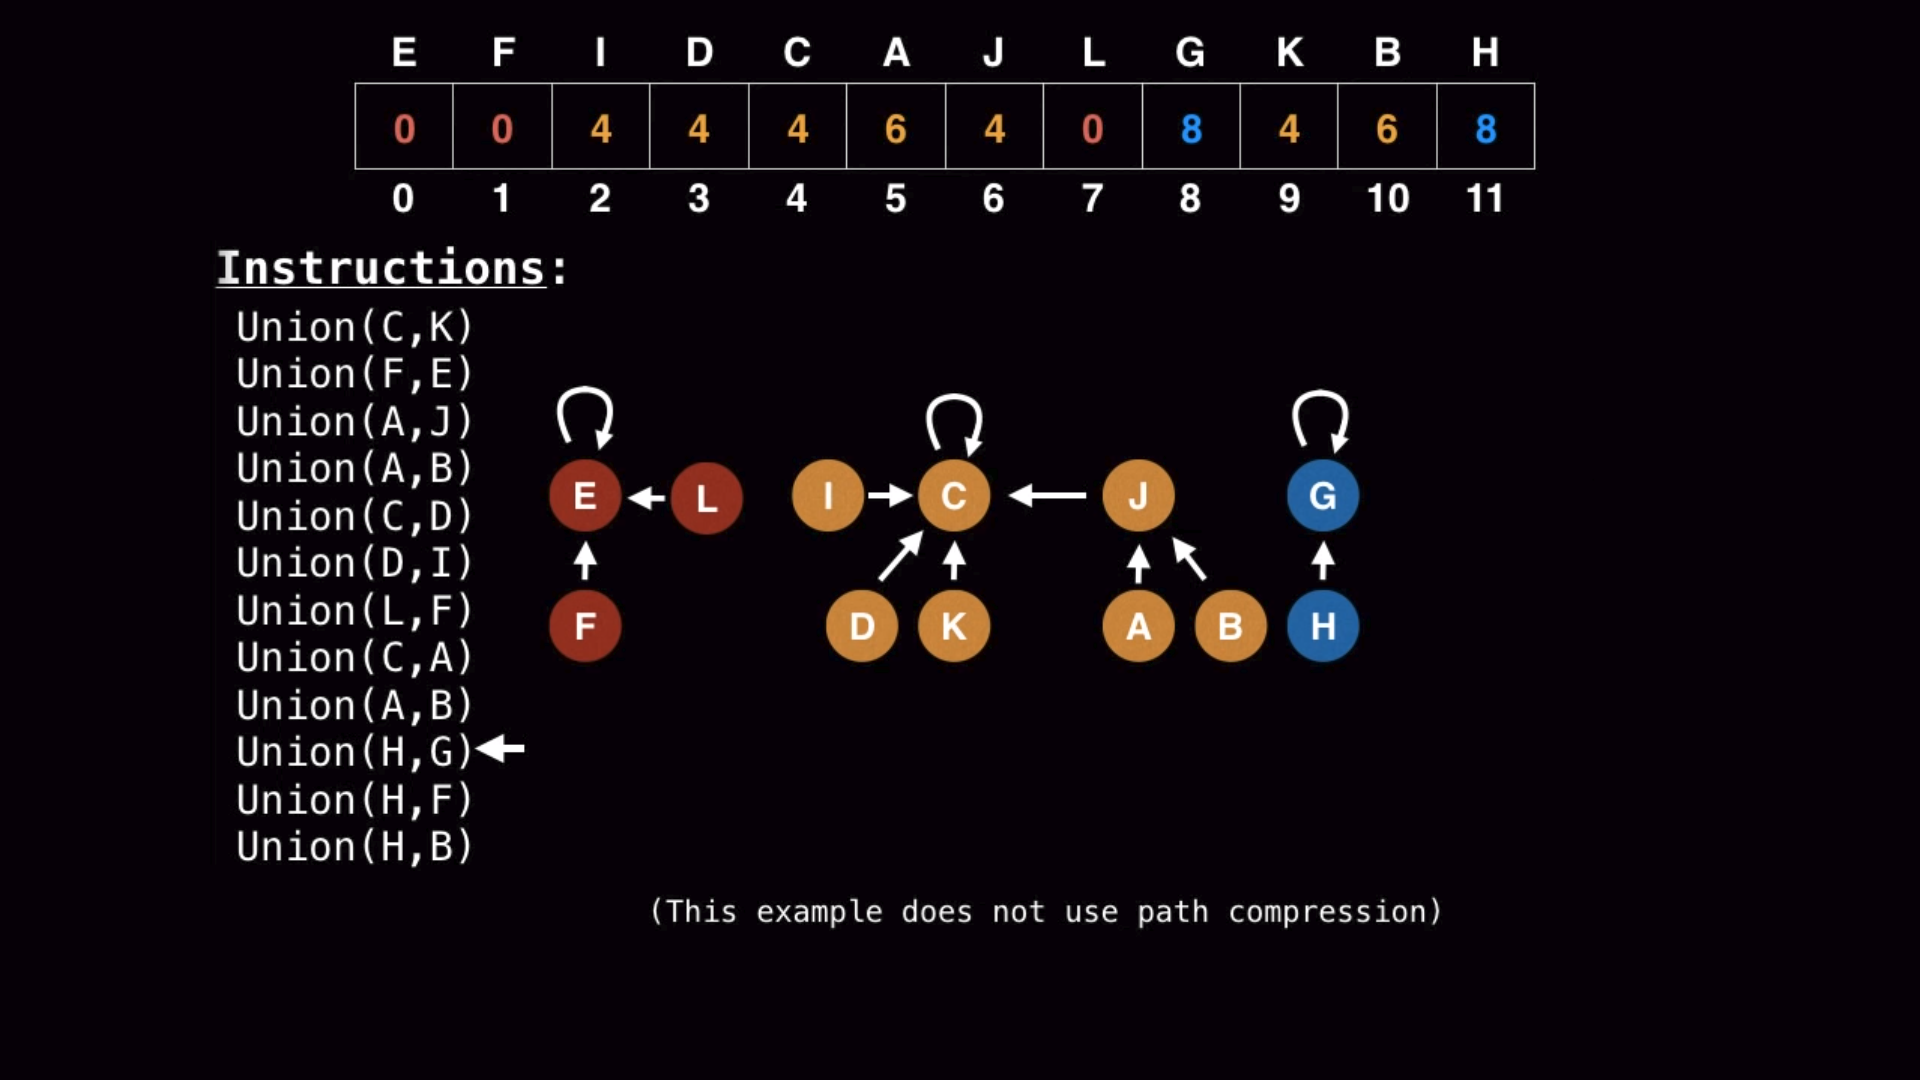 E F I D C A J L G K B H
0 0 4 4 4 6 4 0 8 4 6 8
0 1 2 3 4 5 6 7 8 9 10 11
Instructions:
Union(C,K)
Union(F,E)
Union(A,J)
Union(A,B)
Union(C,D)
Union(D,I)
Union(L,F)
Union(C,A)
Union(A,B)
Union(H,G)
Union(H,F)
Union(H,B)
E L I C J G
F D K A B H
(This example does not use path compression)